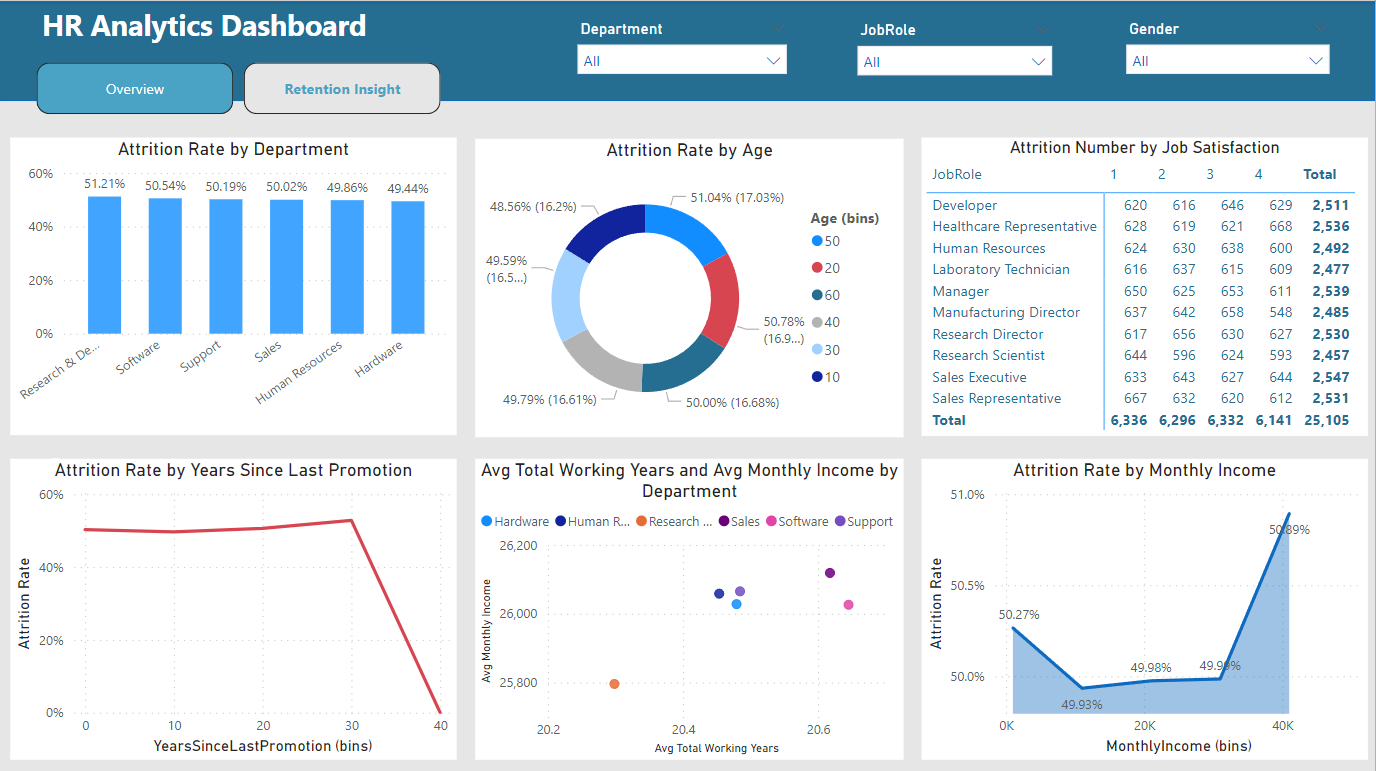 HR Analytics Dashboard
Department
JobRole
Gender
All
All
All
Overview
Retention Insight
Attrition Rate by Department
60%
40%
20%
0%
51.21%
50.54%
50.19%
50.02%
49.86%
49.44%
Research & De...
Software
Support
Sales
Human Resources
Hardware
Attrition Rate by Age
51.04% (17.03%)
48.56% (16.2%)
49.59%
(16.5...)
50.78%
(16.9...)
49.79% (16.61%)
50.00% (16.68%)
Age (bins)
50
20
60
40
30
10
Attrition Number by Job Satisfaction
JobRole 1 2 3 4 Total
Developer 620 616 646 629 2,511
Healthcare Representative 628 619 621 668 2,536
Human Resources 624 630 638 600 2,492
Laboratory Technician 616 637 615 609 2,477
Manager 650 625 653 611 2,539
Manufacturing Director 637 642 658 548 2,485
Research Director 617 656 630 627 2,530
Research Scientist 644 596 624 593 2,457
Sales Executive 633 643 627 644 2,547
Sales Representative 667 632 620 612 2,531
Total 6,336 6,296 6,332 6,141 25,105
Attrition Rate by Years Since Last Promotion
Attrition Rate
60%
40%
20%
0%
0 10 20 30 40
YearsSinceLastPromotion (bins)
Avg Total Working Years and Avg Monthly Income by
Department
Hardware Human R... Research ... Sales Software Support
Avg Monthly Income
26,200
26,000
25,800
20.2 20.4 20.6
Avg Total Working Years
Attrition Rate by Monthly Income
Attrition Rate
51.0%
50.5%
50.0%
50.27%
49.93%
49.98%
49.99%
50.89%
0K 20K 40K
MonthlyIncome (bins)